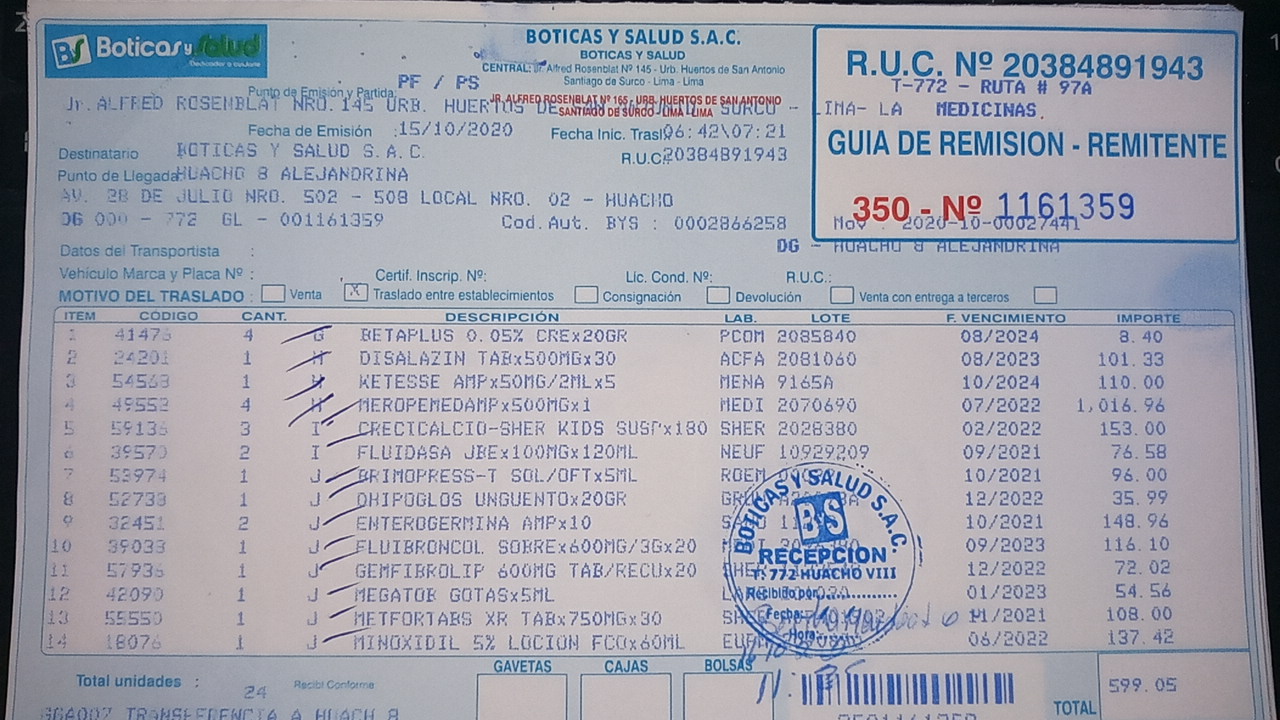 BS Boticas y Salud
BOTICAS Y SALUD S.A.C.
BOTICAS Y SALUD
CENTRAL: Jr. Alfred Rosenblat Nº 145 - Urb. Huertos de San Antonio
Santiago de Surco - Lima - Lima
R.U.C. Nº 20384891943
T-772 - RUTA # 97A
MEDICINAS
GUIA DE REMISION - REMITENTE
350 - Nº 1161359
Punto de Emisión y Partida PF / PS
Jr. ALFRED ROSENBLAT NRO. 145 URB. HUERTOS DE SURCO - LIMA- LA
JR. ALFRED ROSENBLAT Nº 165 - URB. HUERTOS DE SAN ANTONIO
SANTIAGO DE SURCO - LIMA - LIMA
Fecha de Emisión :15/10/2020 Fecha Inic. Trasl 06:42\07:21
Destinatario BOTICAS Y SALUD S.A.C. R.U.C. 20384891943
Punto de Llegada HUACHO 8 ALEJANDRINA
AV. 28 DE JULIO NRO. 502 - 508 LOCAL NRO. 02 - HUACHO
DG 000 - 772 GL - 001161359 Cod.Aut. BYS : 0002866258 Nov : 2020-10-00027441
DG - HUACHO 8 ALEJANDRINA
Datos del Transportista :
Vehículo Marca y Placa Nº : Certif. Inscrip. Nº: Lic. Cond. Nº: R.U.C.:
MOTIVO DEL TRASLADO : Venta X Traslado entre establecimientos Consignación Devolución Venta con entrega a terceros
ITEM CÓDIGO CANT. DESCRIPCIÓN LAB. LOTE F. VENCIMIENTO IMPORTE
1 41476 4 G BETAPLUS 0.05% CREx20GR PCOM 2085840 08/2024 8.40
2 24201 1 H DISALAZIN TABx500MGx30 ACFA 2081060 08/2023 101.33
3 54563 1 H KETESSE AMPx50MG/2MLx5 MENA 9165A 10/2024 110.00
4 49552 4 H MEROPEMEDAMPx500MGx1 MEDI 2070690 07/2022 1,016.96
5 59136 3 I CRECICALCIO-SHER KIDS SUSPx180 SHER 2028380 02/2022 153.00
6 39570 2 I FLUIDASA JBEx100MGx120ML NEUF 10929209 09/2021 76.58
7 53974 1 J BRIMOPRESS-T SOL/OFTx5ML ROEM 10/2021 96.00
8 52733 1 J OHIPOGLOS UNGUENTOx20GR 12/2022 35.99
9 32451 2 J ENTEROGERMINA AMPx10 10/2021 148.96
10 39033 1 J FLUIBRONCOL SOBREx600MG/3Gx20 09/2023 116.10
11 57936 1 J GEMFIBROLIP 600MG TAB/RECUx20 12/2022 72.02
12 42090 1 J MEGATOB GOTASx5ML 01/2023 54.56
13 55550 1 J METFORTABS XR TABx750MGx30 11/2021 108.00
14 18076 1 J MINOXIDIL 5% LOCION FCOx60ML 06/2022 137.42
BOTICAS Y SALUD S.A.C.
BS
RECEPCION
T: 772 HUACHO VIII
Recibido por
Fecha:
Hora:
Total unidades : 24 Recibí Conforme GAVETAS CAJAS BOLSAS
TOTAL 599.05
TRANSFERENCIA A HUACH 8